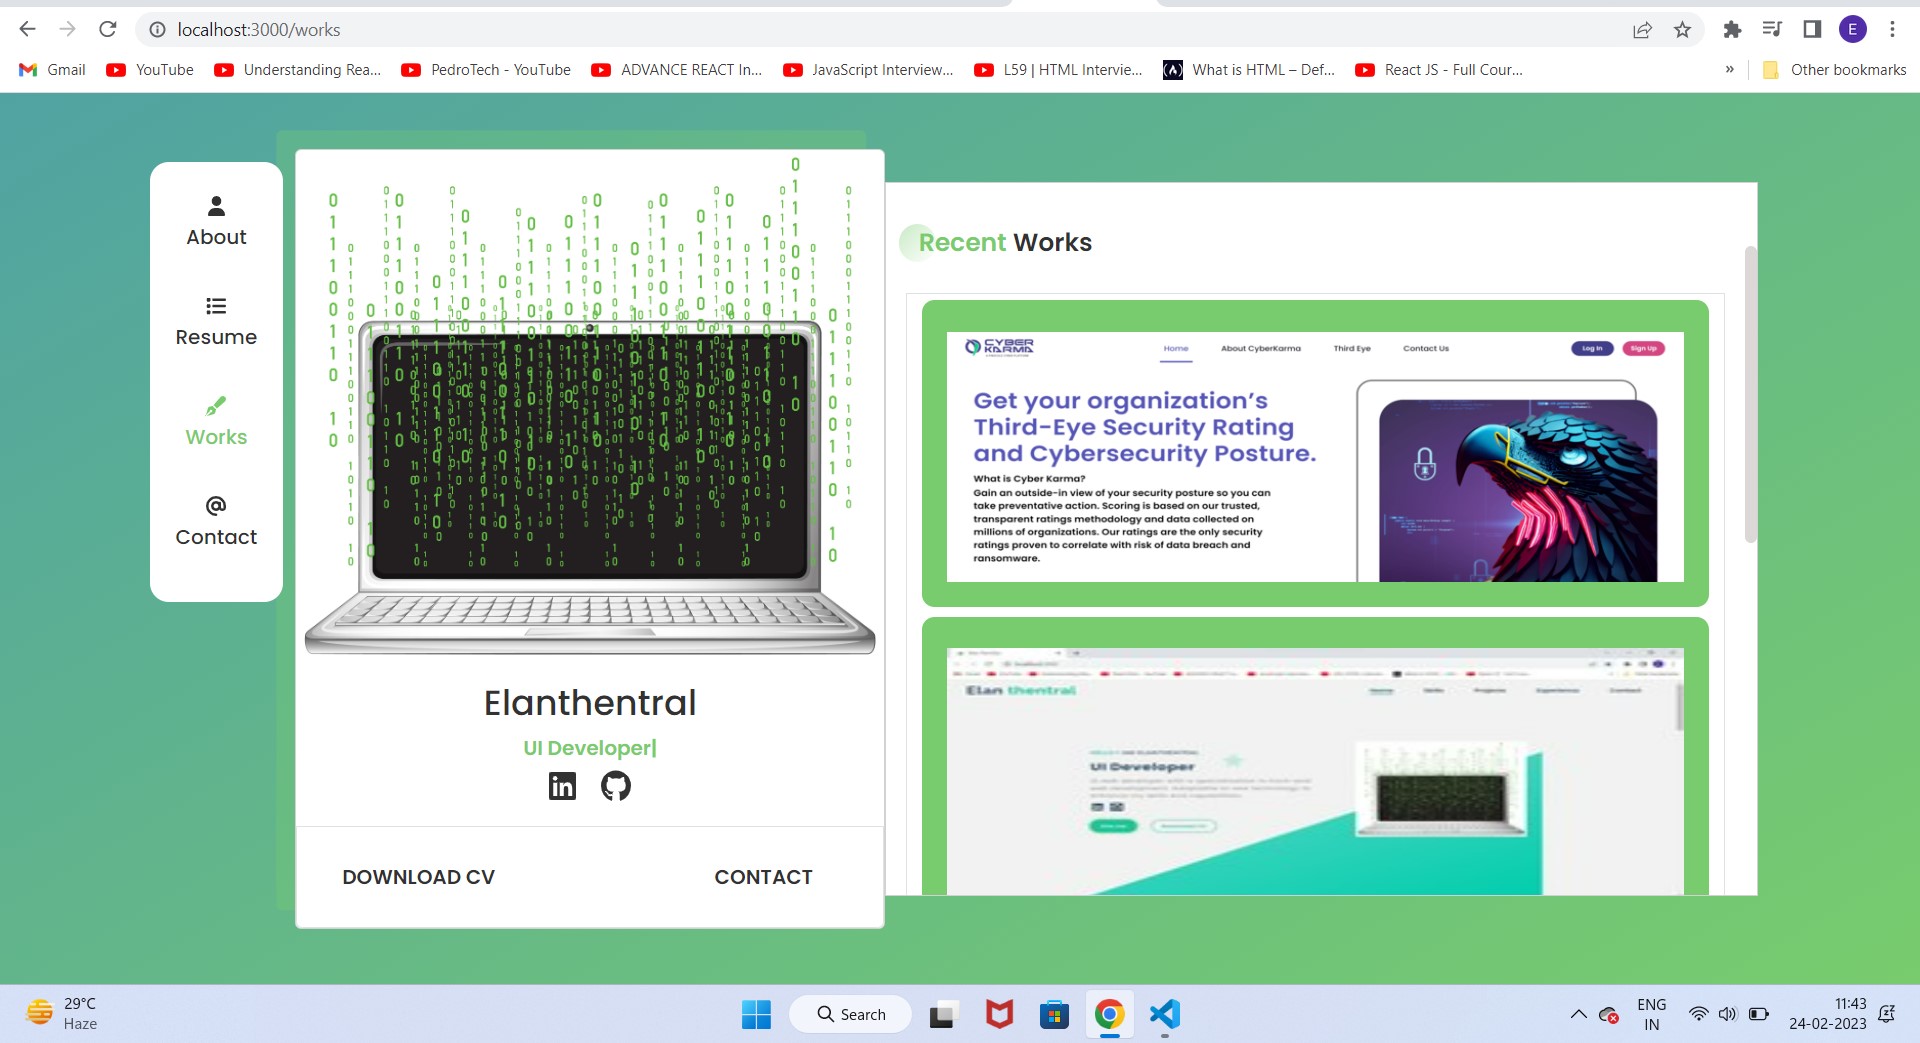 localhost:3000/works
E
Gmail
YouTube
Understanding Rea...
PedroTech - YouTube
ADVANCE REACT In...
JavaScript Interview...
L59 | HTML Intervie...
What is HTML – Def...
React JS - Full Cour...
»
Other bookmarks
About
Resume
Works
Contact
Elanthentral
UI Developer|
DOWNLOAD CV
CONTACT
Recent Works
CYBER
KARMA
Home
About CyberKarma
Third Eye
Contact Us
Log In
Sign Up
Get your organization's
Third-Eye Security Rating
and Cybersecurity Posture.
What is Cyber Karma?
Gain an outside-in view of your security posture so you can
take preventative action. Scoring is based on our trusted,
transparent ratings methodology and data collected on
millions of organizations. Our ratings are the only security
ratings proven to correlate with risk of data breach and
ransomware.
Elan thentral
Home
Skills
Projects
Experience
Contact
UI Developer
29°C
Haze
Search
ENG
IN
11:43
24-02-2023